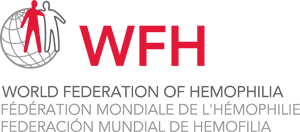 WFH
WORLD FEDERATION OF HEMOPHILIA
FÉDÉRATION MONDIALE DE L'HÉMOPHILIE
FEDERACIÓN MUNDIAL DE HEMOFILIA